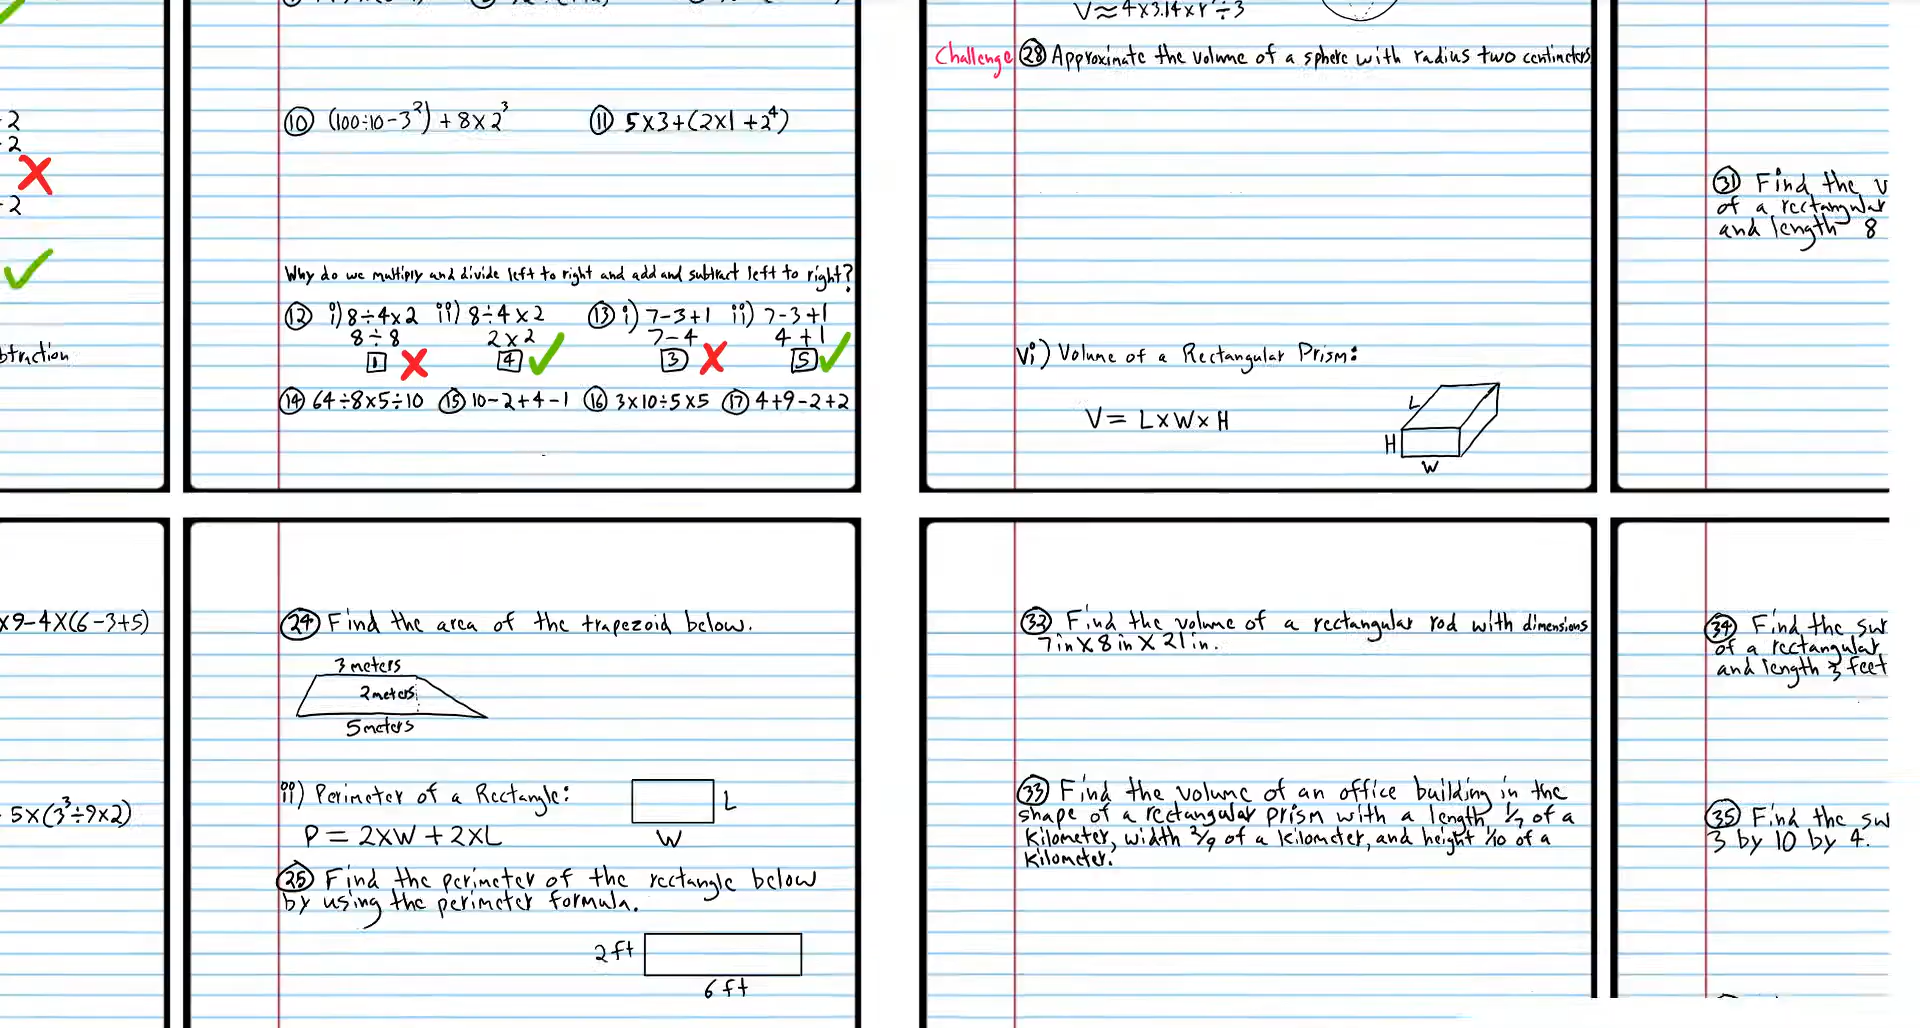 - 2
- 2
- 2
btraction
⑩ (100÷10-3²) + 8×2³
⑪ 5×3+(2×1+2⁴)
Why do we multiply and divide left to right and add and subtract left to right?
⑫ i) 8÷4×2 ii) 8÷4×2 ⑬ i) 7-3+1 ii) 7-3+1
8÷8 2×2 7-4 4+1
1 4 3 5
⑭ 64÷8×5÷10 ⑮ 10-2+4-1 ⑯ 3×10÷5×5 ⑰ 4+9-2+2
V≈4×3.14×r³÷3
Challenge ㉘ Approximate the volume of a sphere with radius two centimeters
vi) Volume of a Rectangular Prism:
V= L×W×H
L
H
W
㉛ Find the v
of a rectangular
and length 8
×9-4×(6-3+5)
5×(3³÷9×2)
㉔ Find the area of the trapezoid below.
3 meters
2 meters
5 meters
ii) Perimeter of a Rectangle:
L
P = 2×W + 2×L
W
㉕ Find the perimeter of the rectangle below
by using the perimeter formula.
2 ft
6 ft
㉜ Find the volume of a rectangular rod with dimensions
7in × 8in × 21in.
㉝ Find the volume of an office building in the
shape of a rectangular prism with a length 1/7 of a
kilometer, width 2/9 of a kilometer, and height 1/10 of a
kilometer.
㉞ Find the sur
of a rectangular
and length 3 feet
㉟ Find the sur
3 by 10 by 4.